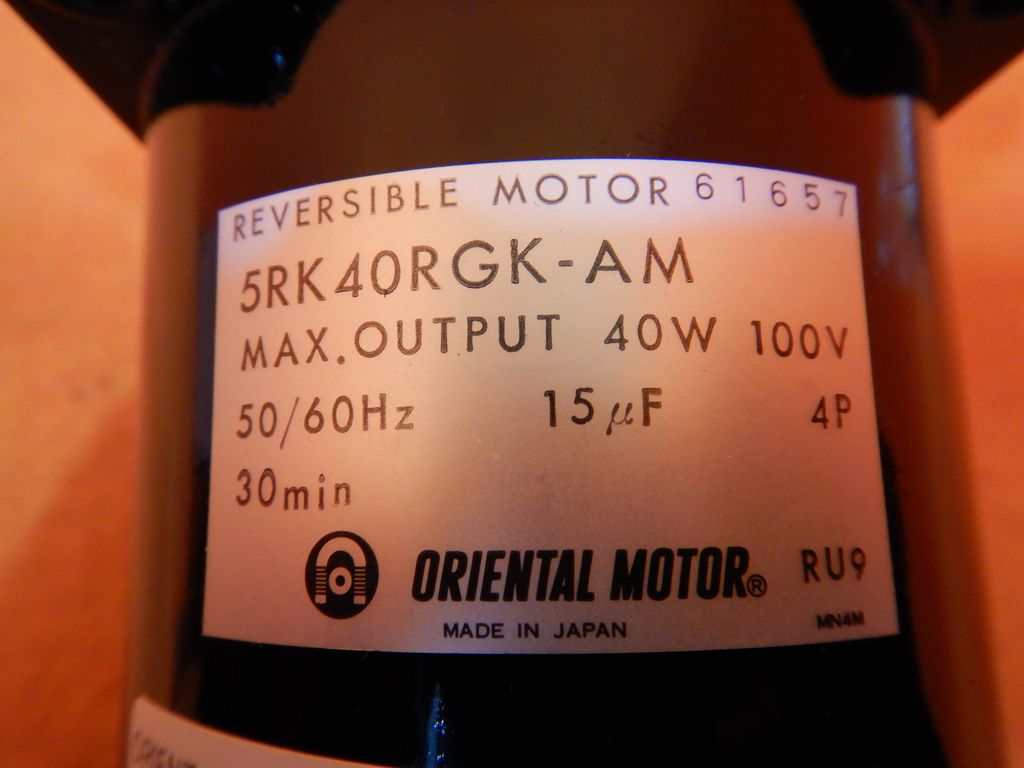 REVERSIBLE MOTOR 61657
5RK40RGK-AM
MAX.OUTPUT 40W 100V
50/60Hz 15μF 4P
30min
ORIENTAL MOTOR® RU9
MADE IN JAPAN MN4M